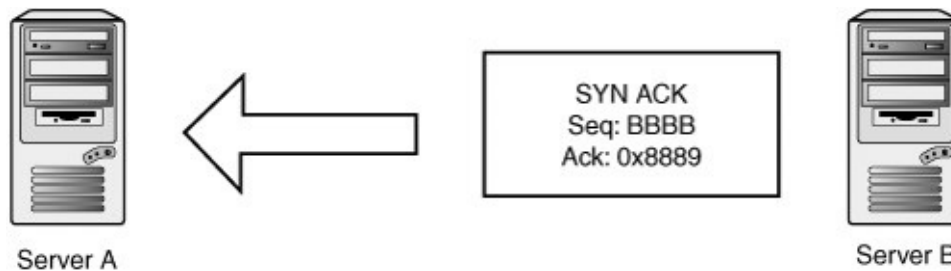 SYN ACK
Seq: BBBB
Ack: 0x8889
Server A
Server B